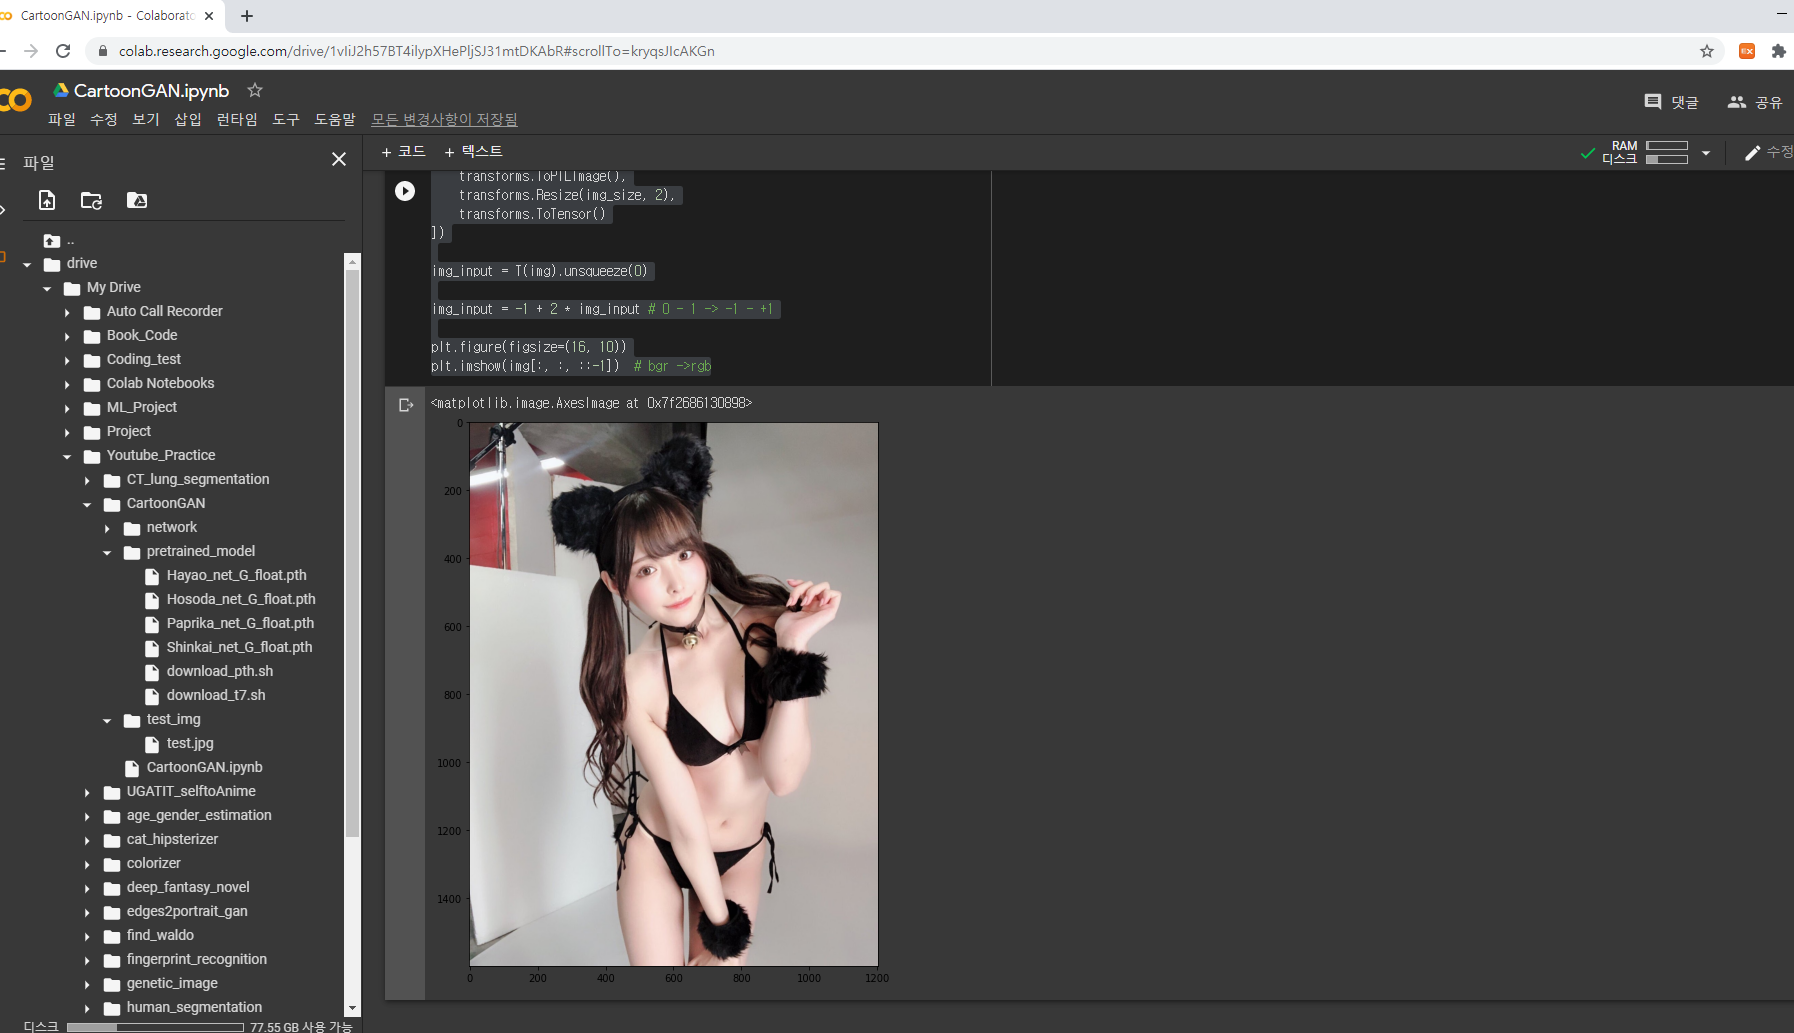 CartoonGAN.ipynb - Colaborato
colab.research.google.com/drive/1vIiJ2h57BT4ilypXHePljSJ31mtDKAbR#scrollTo=kryqsJIcAKGn
CartoonGAN.ipynb
댓글
공유
파일 수정 보기 삽입 런타임 도구 도움말 모든 변경사항이 저장됨
파일
+ 코드 + 텍스트
RAM
디스크
수정
..
drive
My Drive
Auto Call Recorder
Book_Code
Coding_test
Colab Notebooks
ML_Project
Project
Youtube_Practice
CT_lung_segmentation
CartoonGAN
network
pretrained_model
Hayao_net_G_float.pth
Hosoda_net_G_float.pth
Paprika_net_G_float.pth
Shinkai_net_G_float.pth
download_pth.sh
download_t7.sh
test_img
test.jpg
CartoonGAN.ipynb
UGATIT_selftoAnime
age_gender_estimation
cat_hipsterizer
colorizer
deep_fantasy_novel
edges2portrait_gan
find_waldo
fingerprint_recognition
genetic_image
human_segmentation
디스크 77.55 GB 사용 가능
transforms.ToPILImage(),
transforms.Resize(img_size, 2),
transforms.ToTensor()
])
img_input = T(img).unsqueeze(0)
img_input = -1 + 2 * img_input # 0 - 1 -> -1 - +1
plt.figure(figsize=(16, 10))
plt.imshow(img[:, :, ::-1]) # bgr ->rgb
<matplotlib.image.AxesImage at 0x7f2686130898>
0
200
400
600
800
1000
1200
1400
0 200 400 600 800 1000 1200